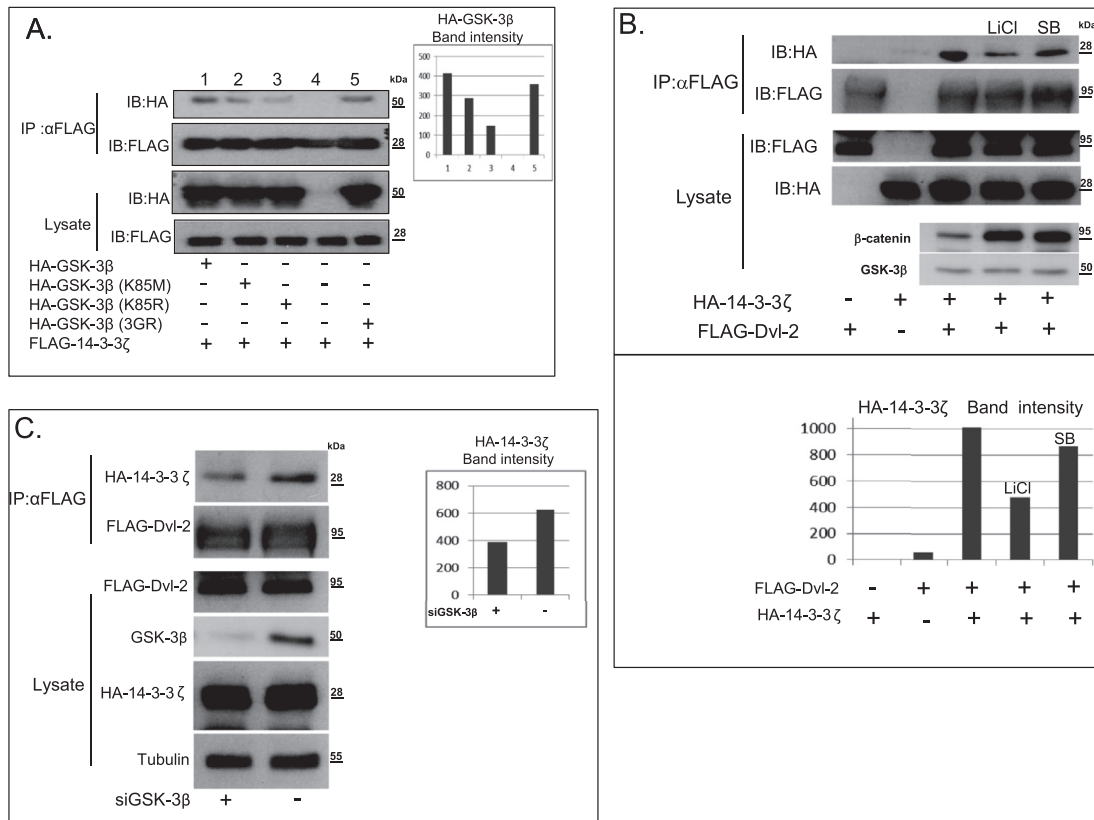 A.
HA-GSK-3β
Band intensity
1 2 3 4 5
kDa
IP :αFLAG
IB:HA
50
IB:FLAG
28
Lysate
IB:HA
50
IB:FLAG
28
HA-GSK-3β + - - - -
HA-GSK-3β (K85M) - + - - -
HA-GSK-3β (K85R) - - + - -
HA-GSK-3β (3GR) - - - - +
FLAG-14-3-3ζ + + + + +
500
400
300
200
100
0
1 2 3 4 5
B.
LiCl SB
kDa
IP:αFLAG
IB:HA
28
IB:FLAG
95
Lysate
IB:FLAG
95
IB:HA
28
β-catenin
95
GSK-3β
50
HA-14-3-3ζ - + + + +
FLAG-Dvl-2 + - + + +
HA-14-3-3ζ Band intensity
1000
800
600
400
200
0
LiCl
SB
FLAG-Dvl-2 - + + + +
HA-14-3-3ζ + - + + +
C.
kDa
IP:αFLAG
HA-14-3-3 ζ
28
FLAG-Dvl-2
95
Lysate
FLAG-Dvl-2
95
GSK-3β
50
HA-14-3-3 ζ
28
Tubulin
55
siGSK-3β + -
HA-14-3-3ζ
Band intensity
800
600
400
200
0
siGSK-3β + -